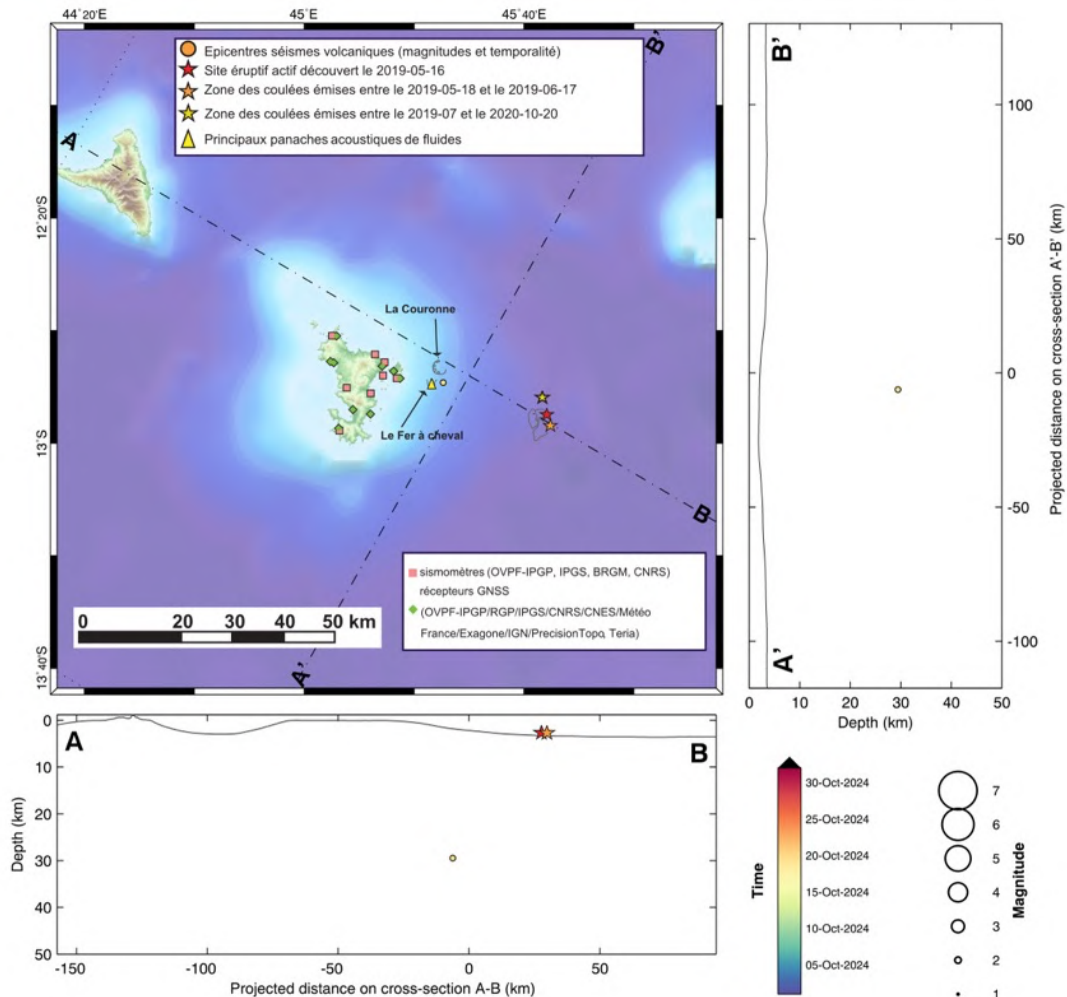 44˚20'E
45˚E
45˚40'E
Epicentres séismes volcaniques (magnitudes et temporalité)
Site éruptif actif découvert le 2019-05-16
Zone des coulées émises entre le 2019-05-18 et le 2019-06-17
Zone des coulées émises entre le 2019-07 et le 2020-10-20
Principaux panaches acoustiques de fluides
A
B'
12˚20'S
La Couronne
Le Fer à cheval
13˚S
B
sismomètres (OVPF-IPGP, IPGS, BRGM, CNRS)
récepteurs GNSS
(OVPF-IPGP/RGP/IPGS/CNRS/CNES/Météo
France/Exagone/IGN/PrecisionTopo, Teria)
0 20 30 40 50 km
13˚40'S
A'
B'
100
50
0
-50
-100
Projected distance on cross-section A'-B' (km)
A'
0 10 20 30 40 50
Depth (km)
A
B
0
10
20
30
40
50
Depth (km)
-150 -100 -50 0 50
Projected distance on cross-section A-B (km)
Time
30-Oct-2024
25-Oct-2024
20-Oct-2024
15-Oct-2024
10-Oct-2024
05-Oct-2024
7
6
5
4
3
2
1
Magnitude